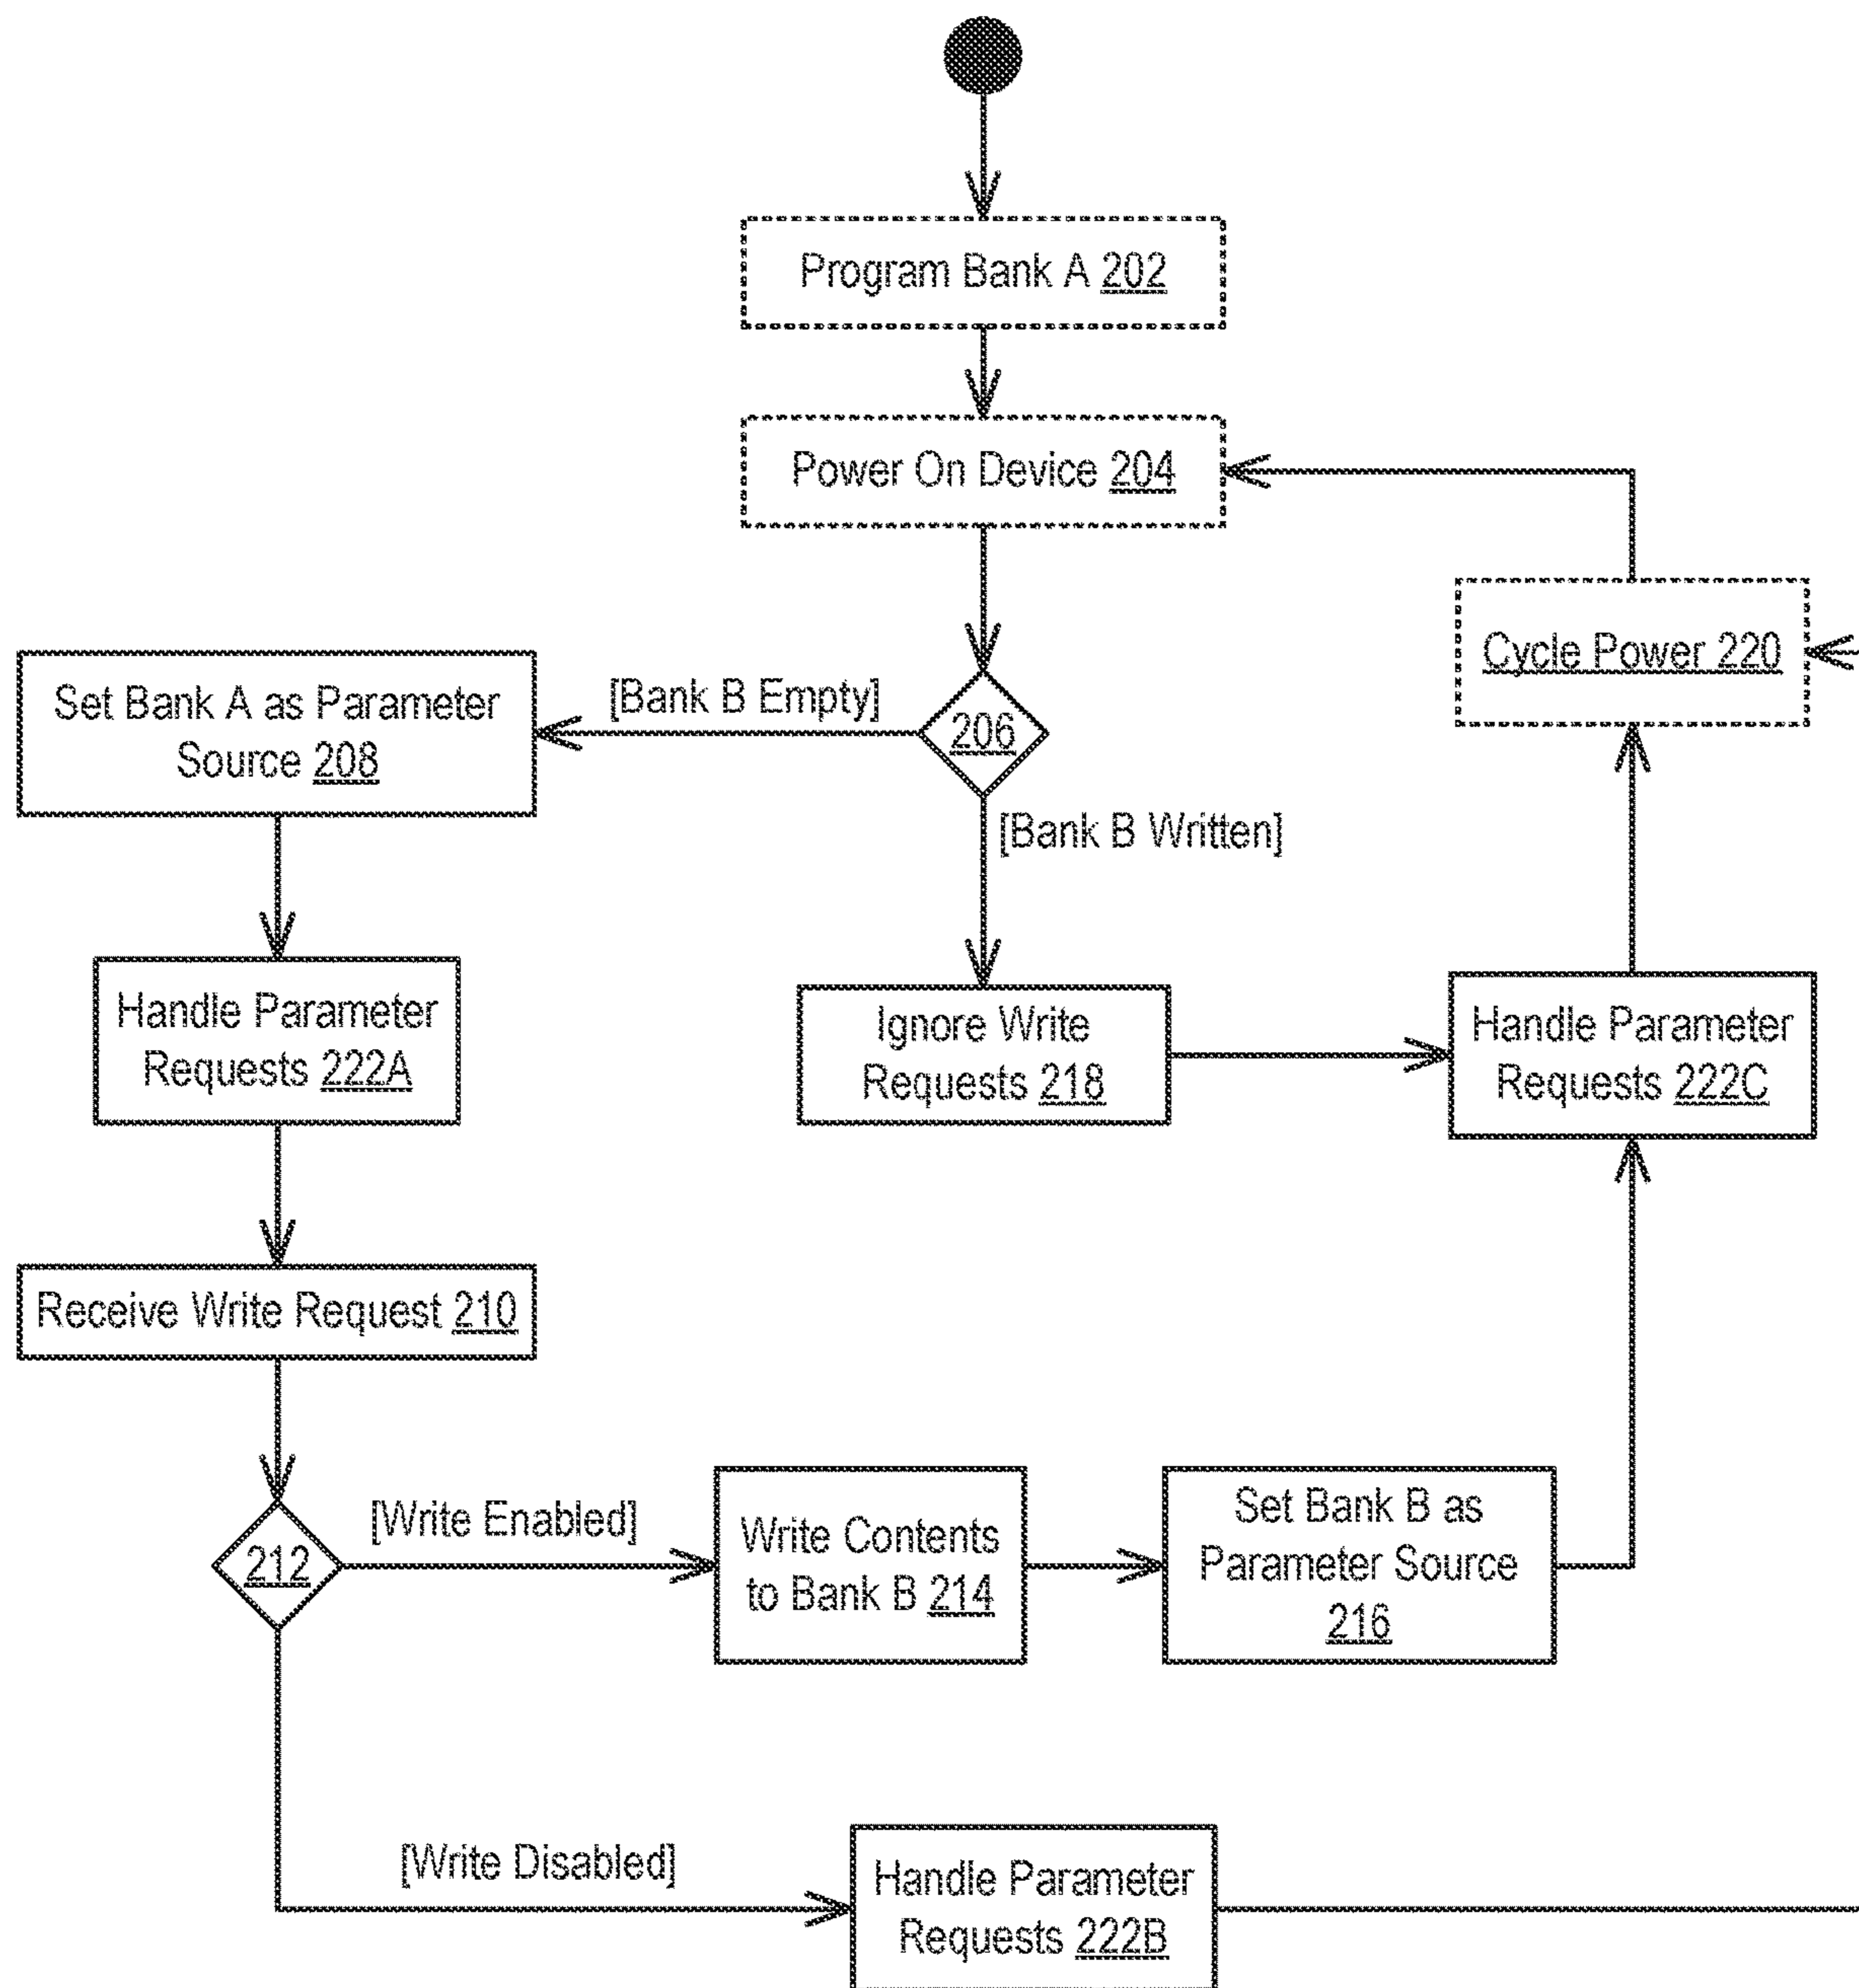 Program Bank A 202
Power On Device 204
Cycle Power 220
Set Bank A as Parameter
Source 208
[Bank B Empty]
206
[Bank B Written]
Handle Parameter
Requests 222A
Ignore Write
Requests 218
Handle Parameter
Requests 222C
Receive Write Request 210
212
[Write Enabled]
Write Contents
to Bank B 214
Set Bank B as
Parameter Source
216
[Write Disabled]
Handle Parameter
Requests 222B